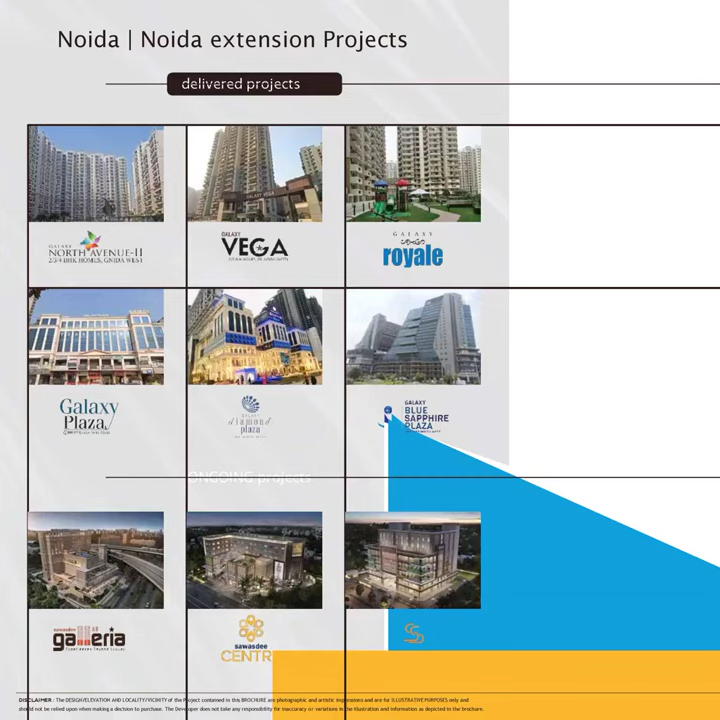 Noida | Noida extension Projects
delivered projects
GALAXY VEGA
GALAXY
NORTH AVENUE-II
2/3/4 BHK HOMES, GNIDA WEST
GALAXY
VEGA
GALAXY
royale
Galaxy
Plaza
GALAXY
diamond
plaza
GALAXY
BLUE
SAPPHIRE
PLAZA
ONGOING projects
sawasdee
galleria
sawasdee
CENTR
DISCLAIMER : The DESIGN/ELEVATION AND LOCALITY/VICINITY of the Project contained in this BROCHURE are photographic and artistic impressions and are for ILLUSTRATIVE PURPOSES only and
should not be relied upon when making a decision to purchase. The Developer does not take any responsibility for inaccuracy or variations in the illustration and information as depicted in the brochure.